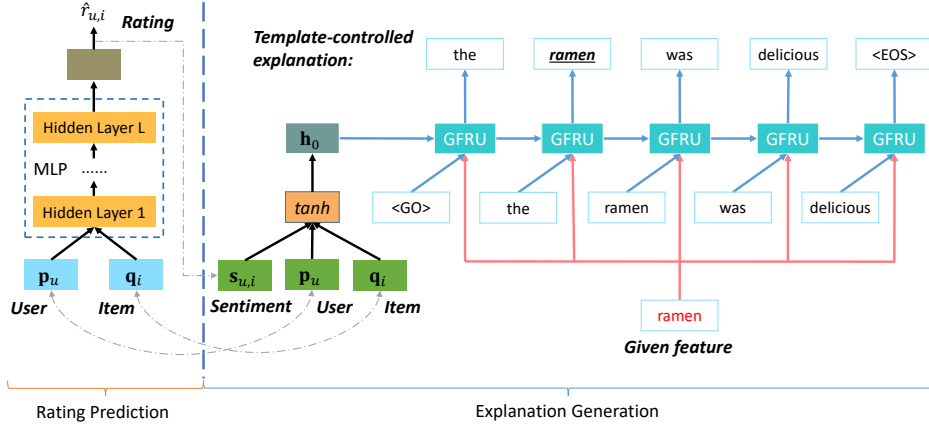 r̂u,i
Rating
Hidden Layer L
MLP ......
Hidden Layer 1
pu
qi
User
Item
Rating Prediction
Template-controlled
explanation:
the
ramen
was
delicious
<EOS>
h0
GFRU
GFRU
GFRU
GFRU
GFRU
tanh
<GO>
the
ramen
was
delicious
su,i
pu
qi
Sentiment
User
Item
ramen
Given feature
Explanation Generation